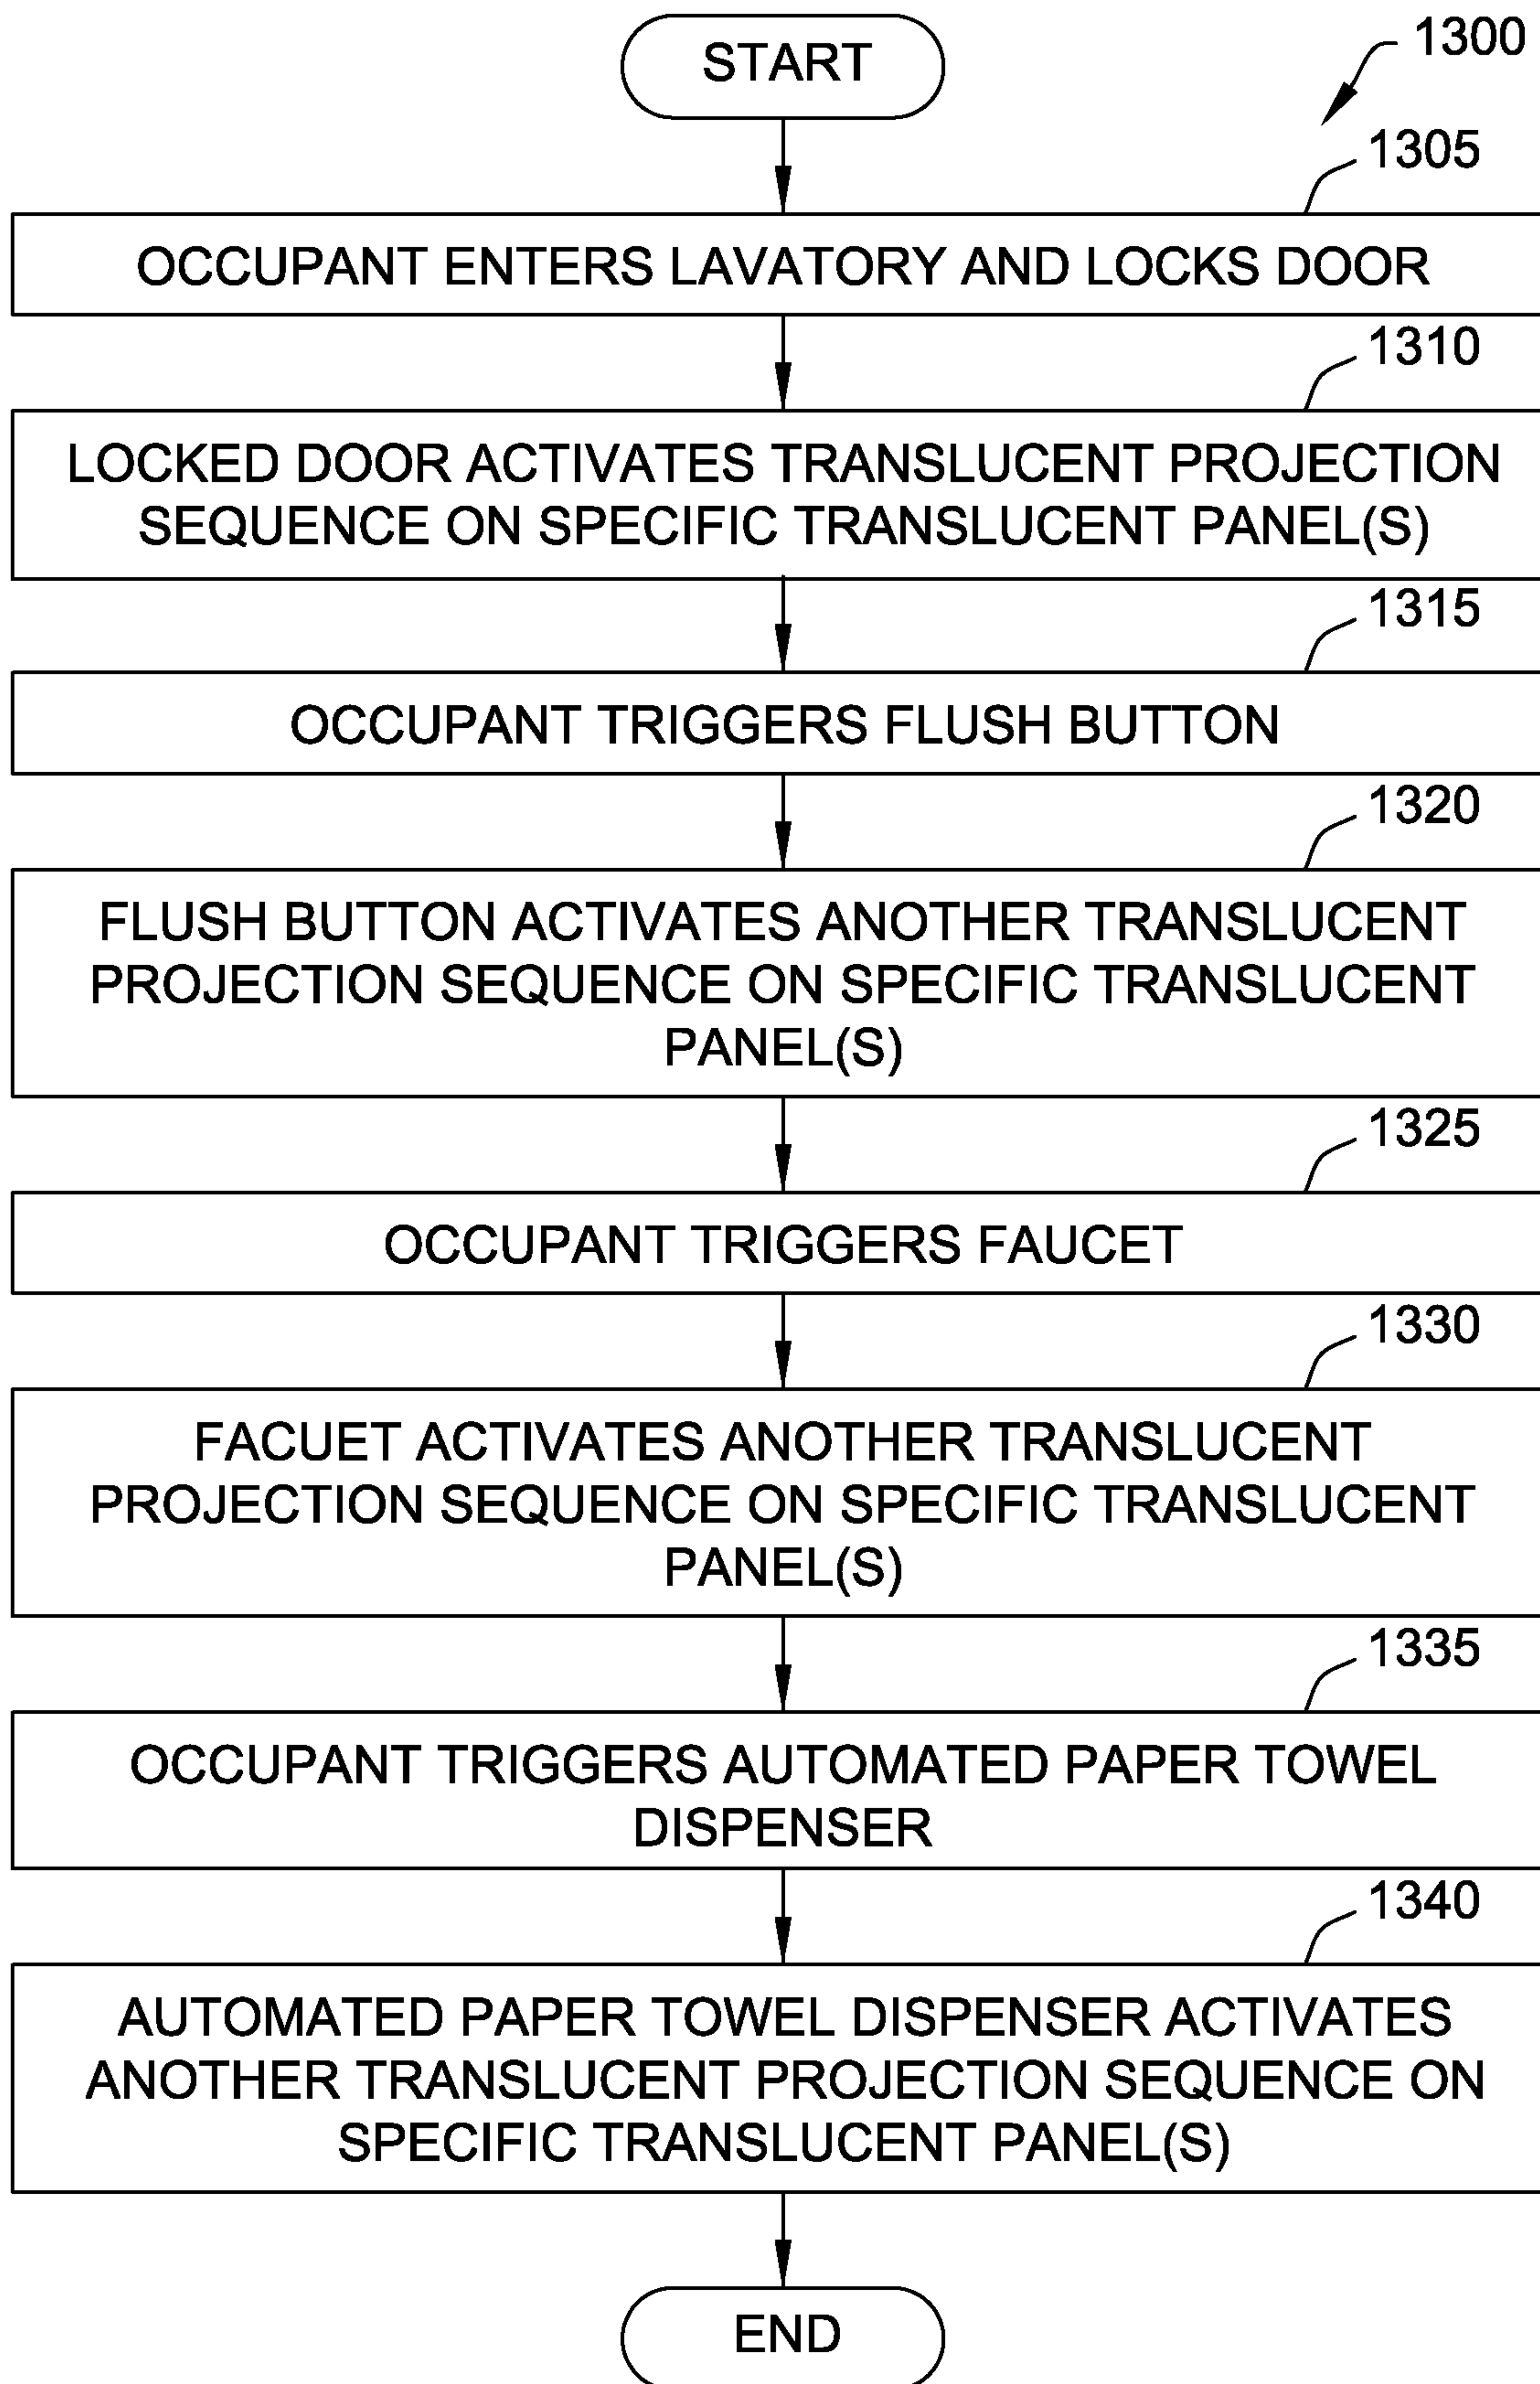 START
1300
1305
OCCUPANT ENTERS LAVATORY AND LOCKS DOOR
1310
LOCKED DOOR ACTIVATES TRANSLUCENT PROJECTION
SEQUENCE ON SPECIFIC TRANSLUCENT PANEL(S)
1315
OCCUPANT TRIGGERS FLUSH BUTTON
1320
FLUSH BUTTON ACTIVATES ANOTHER TRANSLUCENT
PROJECTION SEQUENCE ON SPECIFIC TRANSLUCENT
PANEL(S)
1325
OCCUPANT TRIGGERS FAUCET
1330
FACUET ACTIVATES ANOTHER TRANSLUCENT
PROJECTION SEQUENCE ON SPECIFIC TRANSLUCENT
PANEL(S)
1335
OCCUPANT TRIGGERS AUTOMATED PAPER TOWEL
DISPENSER
1340
AUTOMATED PAPER TOWEL DISPENSER ACTIVATES
ANOTHER TRANSLUCENT PROJECTION SEQUENCE ON
SPECIFIC TRANSLUCENT PANEL(S)
END